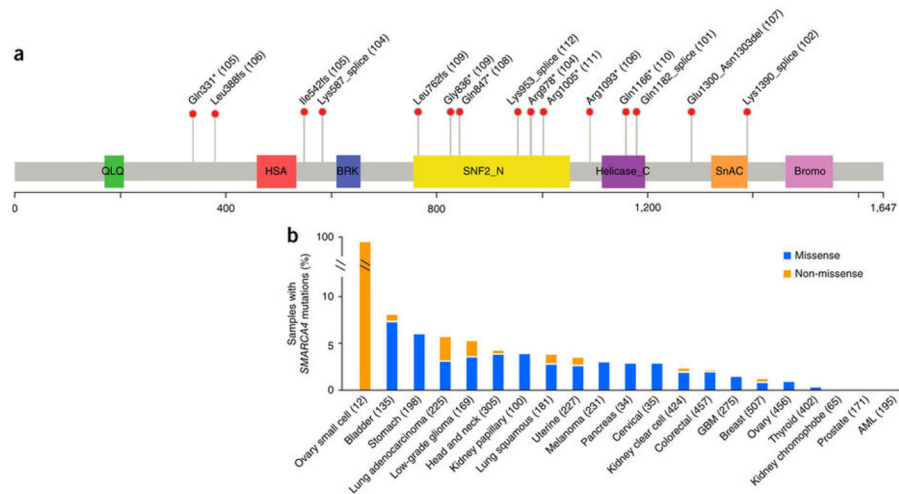 a
Gln331* (105)
Leu388fs (106)
Ile542fs (105)
Lys587_splice (104)
Leu762fs (109)
Gly836* (109)
Gln847* (108)
Lys953_splice (112)
Arg978* (104)
Arg1005* (111)
Arg1093* (106)
Gln1166* (110)
Gln1182_splice (101)
Glu1300_Asn1303del (107)
Lys1390_splice (102)
QLQ HSA BRK SNF2_N Helicase_C SnAC Bromo
0 400 800 1,200 1,647
b
Samples with
SMARCA4 mutations (%)
100
10
5
0
Missense
Non-missense
Ovary small cell (12)
Bladder (135)
Stomach (198)
Lung adenocarcinoma (225)
Low-grade glioma (169)
Head and neck (305)
Kidney papillary (100)
Lung squamous (181)
Uterine (227)
Melanoma (231)
Pancreas (34)
Cervical (35)
Kidney clear cell (424)
Colorectal (457)
GBM (275)
Breast (507)
Ovary (456)
Thyroid (402)
Kidney chromophobe (65)
Prostate (171)
AML (195)